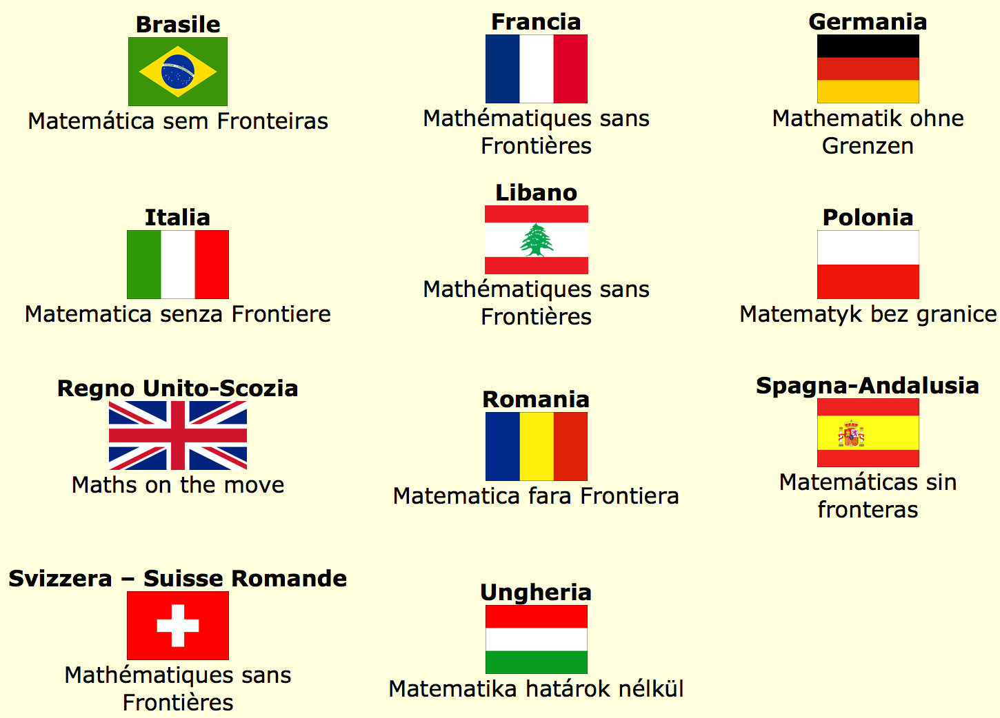 Brasile
Matemática sem Fronteiras
Francia
Mathématiques sans
Frontières
Germania
Mathematik ohne
Grenzen
Italia
Matematica senza Frontiere
Libano
Mathématiques sans
Frontières
Polonia
Matematyk bez granice
Regno Unito-Scozia
Maths on the move
Romania
Matematica fara Frontiera
Spagna-Andalusia
Matemáticas sin
fronteras
Svizzera – Suisse Romande
Mathématiques sans
Frontières
Ungheria
Matematika határok nélkül